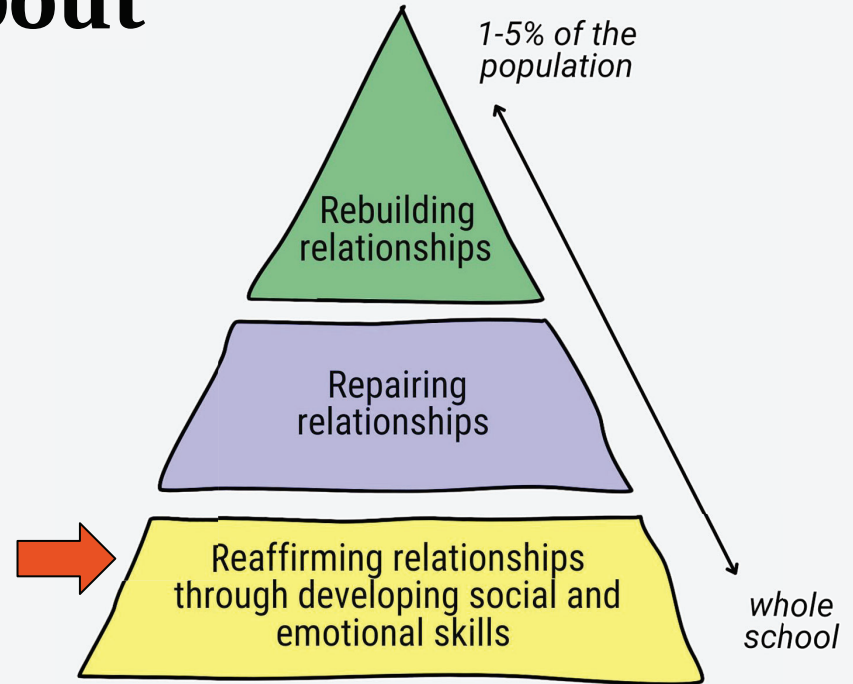 1-5% of the
population
Rebuilding
relationships
Repairing
relationships
Reaffirming relationships
through developing social and
emotional skills
whole
school